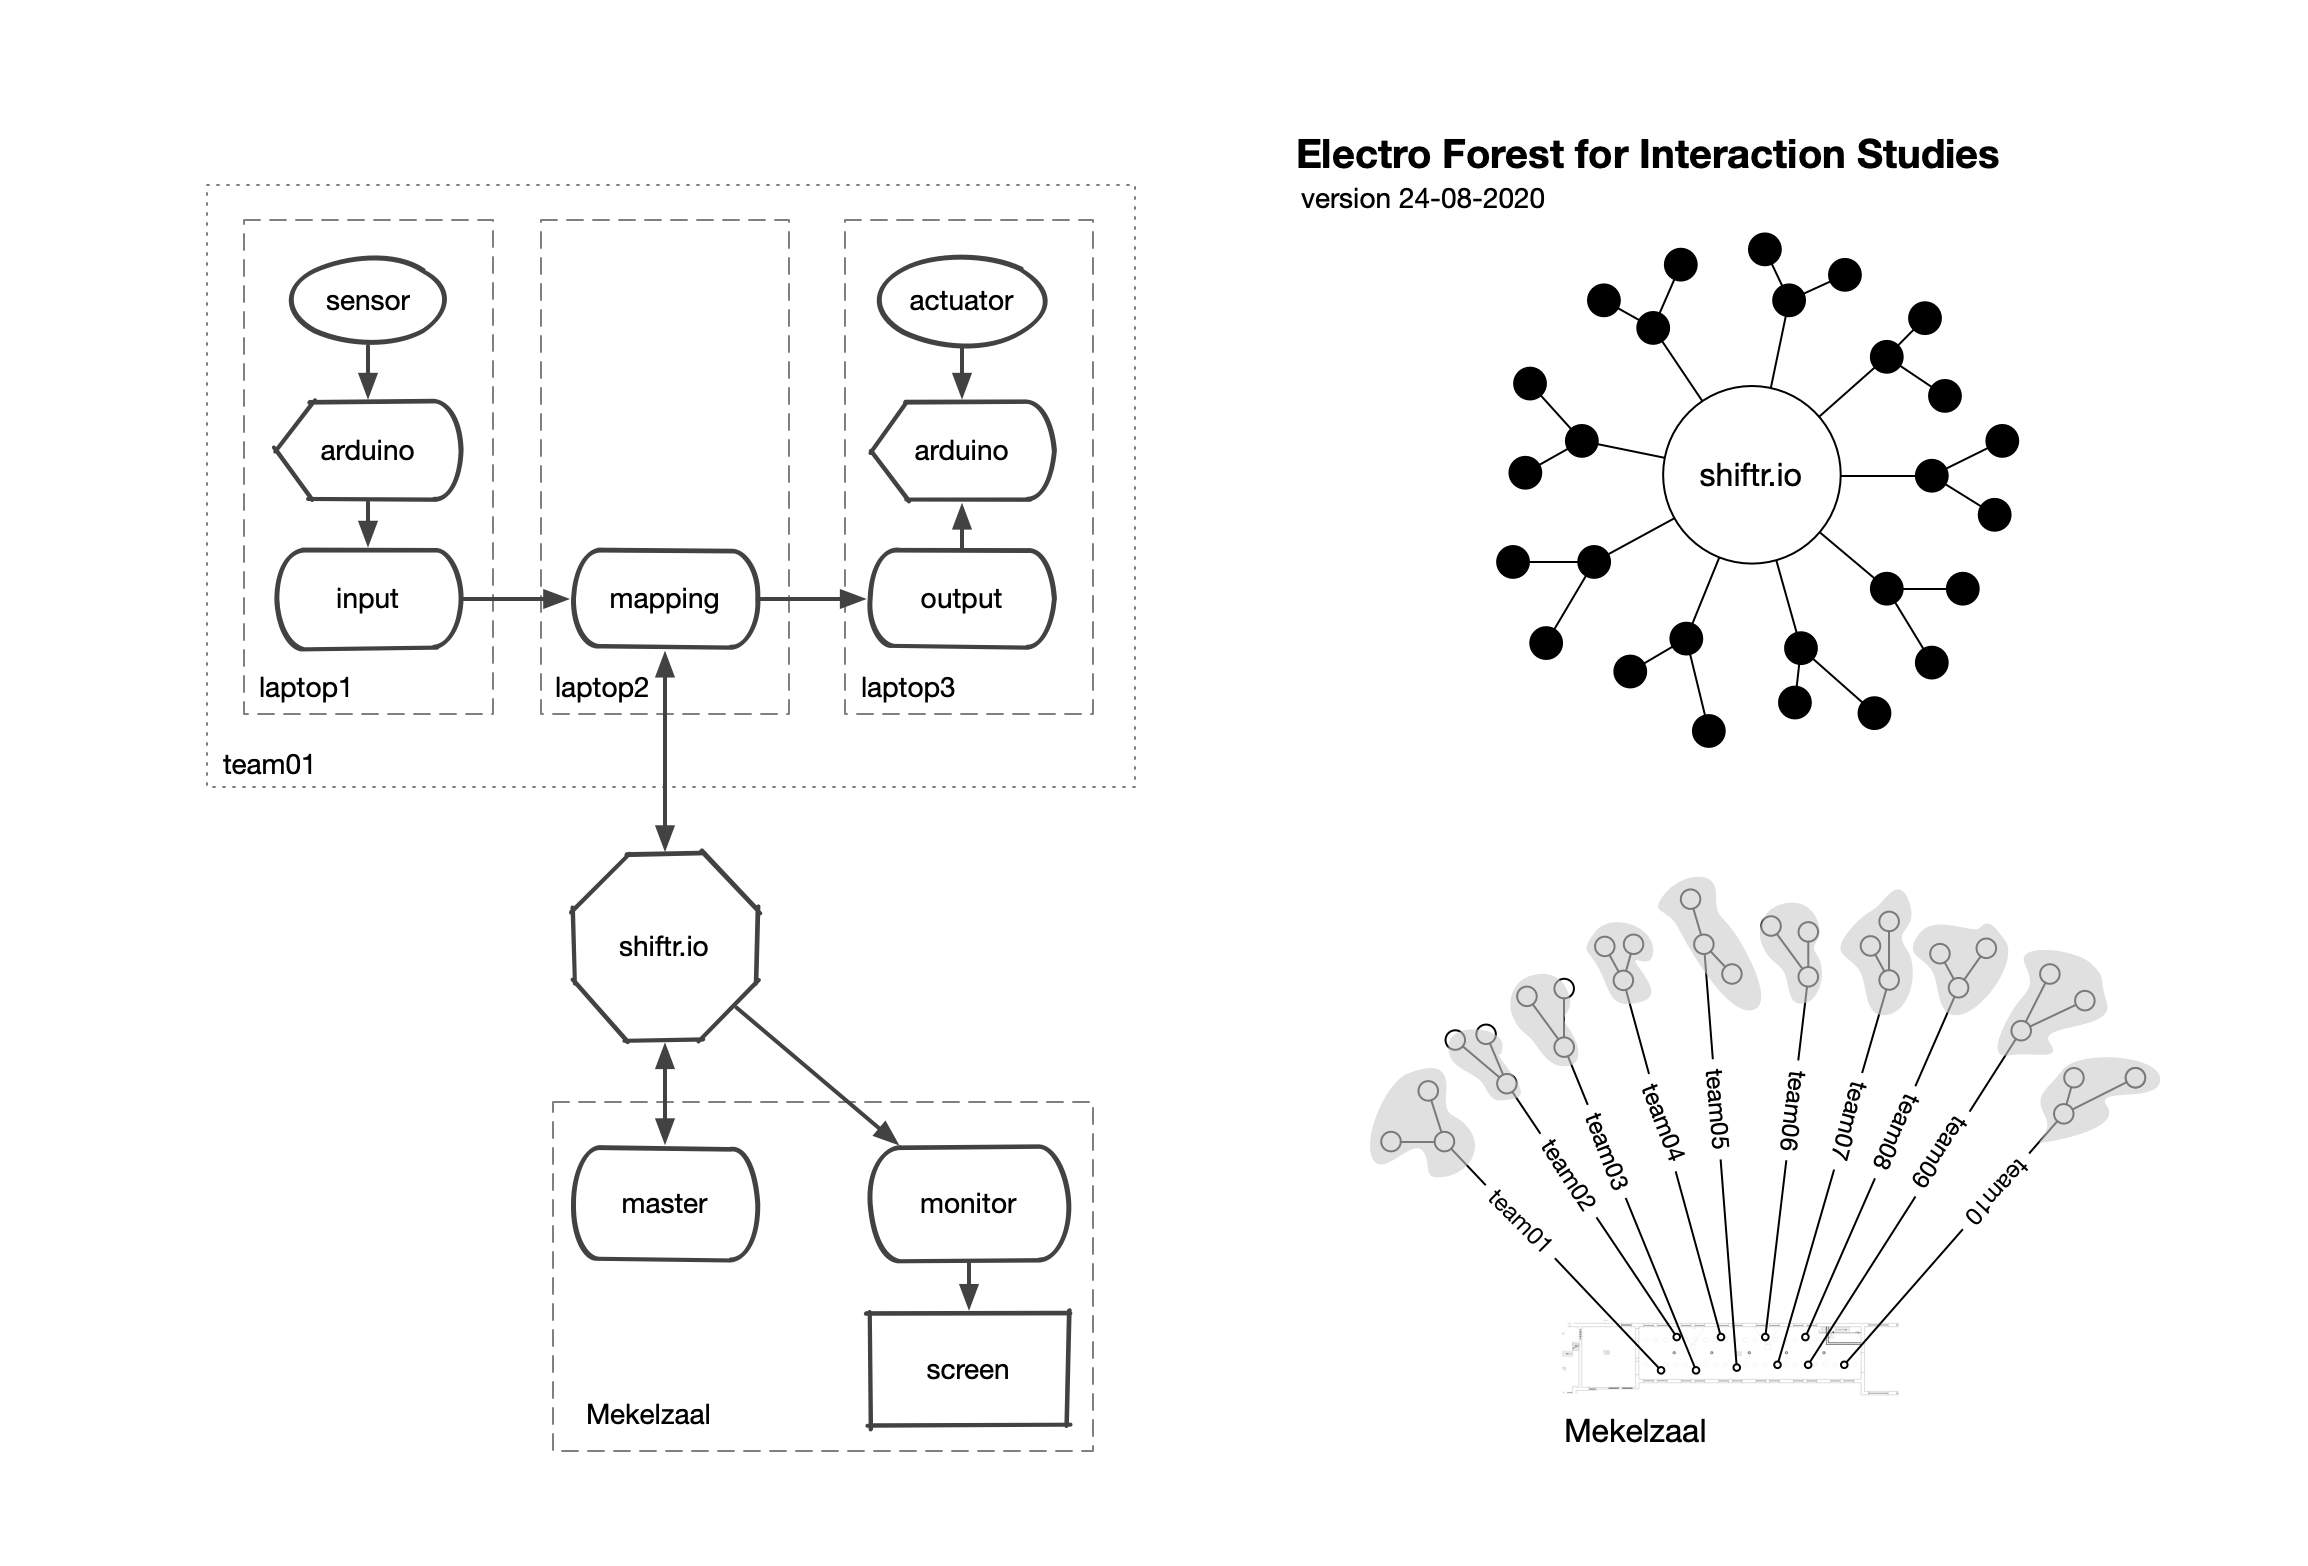 Electro Forest for Interaction Studies
version 24-08-2020
sensor
actuator
arduino
arduino
input
mapping
output
laptop1
laptop2
laptop3
team01
shiftr.io
master
monitor
screen
Mekelzaal
shiftr.io
team01
team02
team03
team04
team05
team06
team07
team08
team09
team10
Mekelzaal